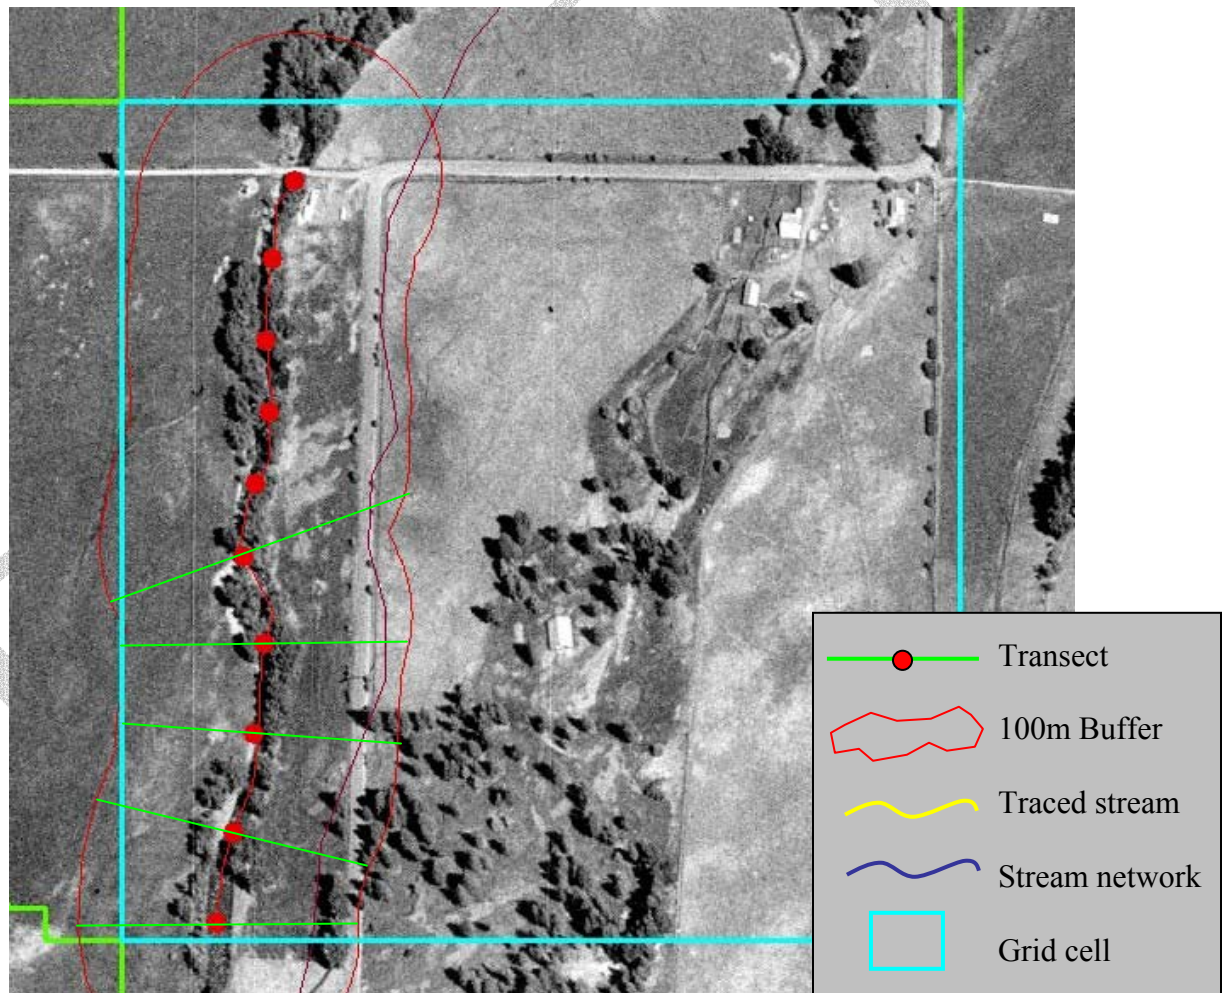 Transect
100m Buffer
Traced stream
Stream network
Grid cell